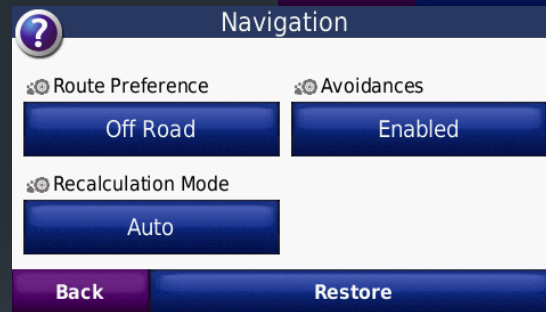 ?
Navigation
Route Preference
Avoidances
Off Road
Enabled
Recalculation Mode
Auto
Back
Restore